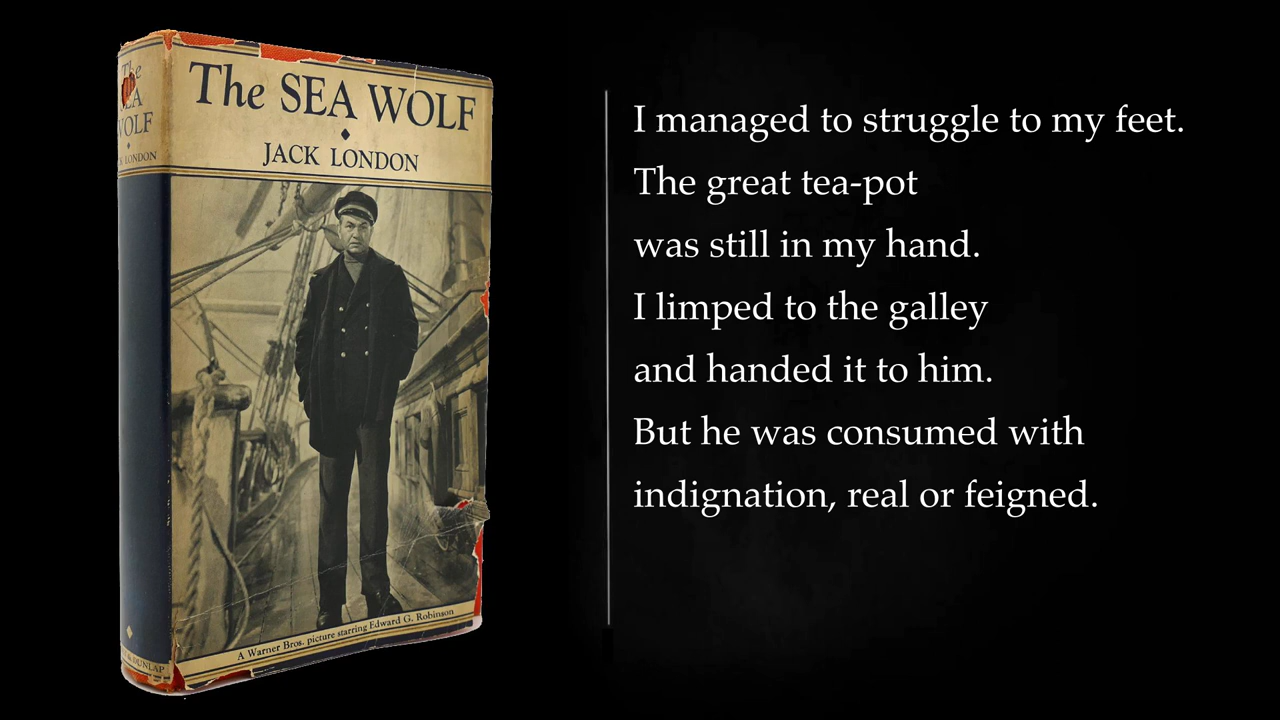 The SEA WOLF
JACK LONDON
A Warner Bros. picture starring Edward G. Robinson
The
SEA
WOLF
LONDON
DUNLAP
I managed to struggle to my feet.
The great tea-pot
was still in my hand.
I limped to the galley
and handed it to him.
But he was consumed with
indignation, real or feigned.